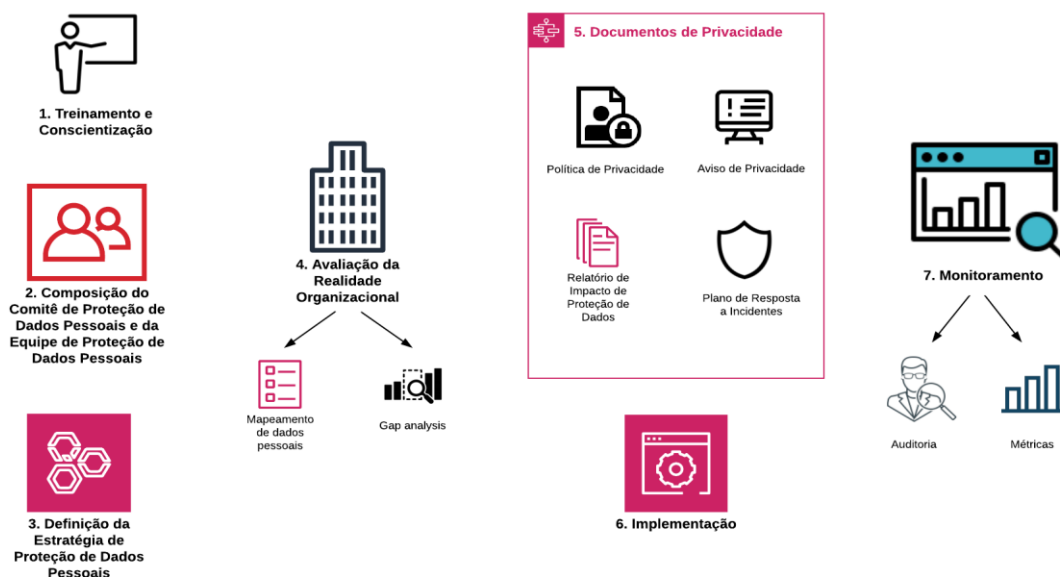 1. Treinamento e
Conscientização
2. Composição do
Comitê de Proteção de
Dados Pessoais e da
Equipe de Proteção de
Dados Pessoais
3. Definição da
Estratégia de
Proteção de Dados
Pessoais
4. Avaliação da
Realidade
Organizacional
Mapeamento
de dados
pessoais
Gap analysis
5. Documentos de Privacidade
Política de Privacidade
Aviso de Privacidade
Relatório de
Impacto de
Proteção de
Dados
Plano de Resposta
a Incidentes
6. Implementação
7. Monitoramento
Auditoria
Métricas